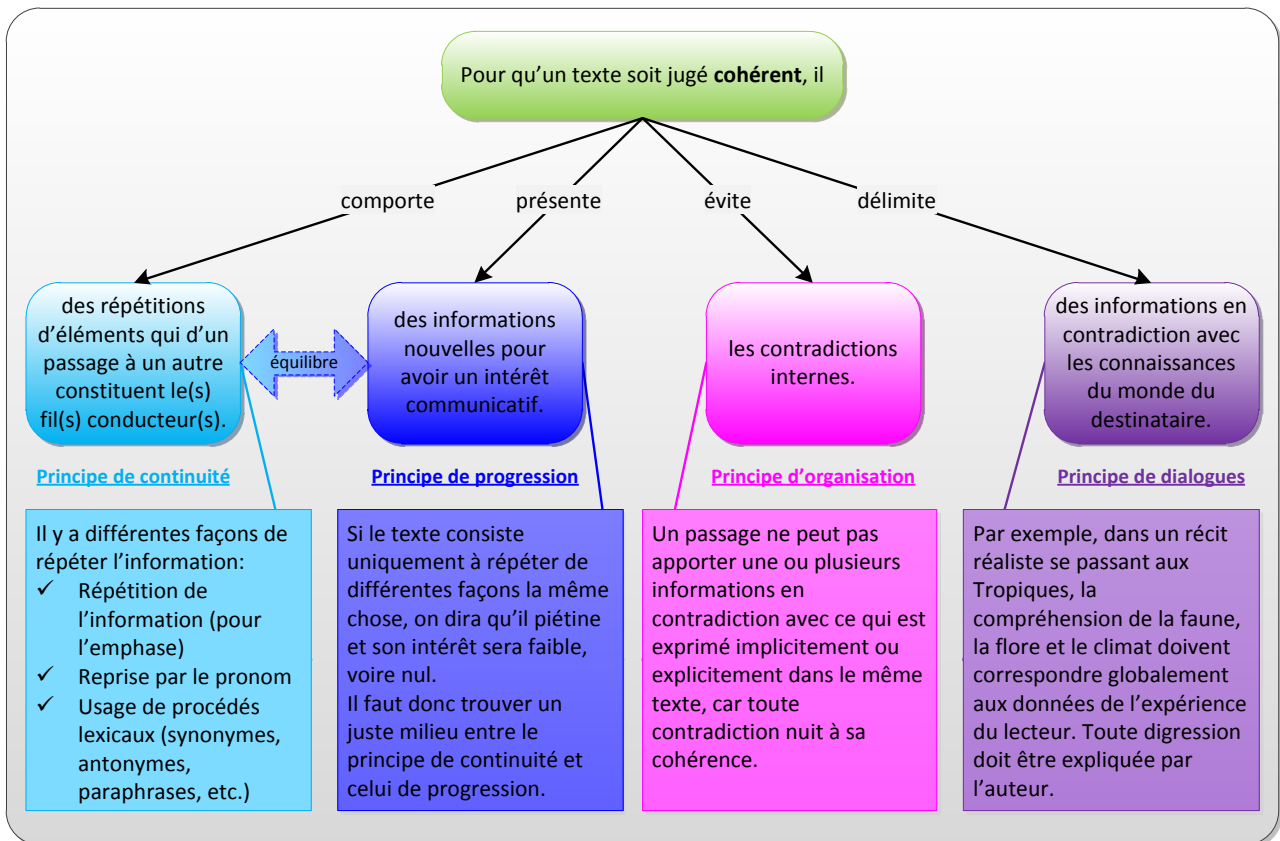 Pour qu’un texte soit jugé cohérent, il
comporte
présente
évite
délimite
des répétitions
d’éléments qui d’un
passage à un autre
constituent le(s)
fil(s) conducteur(s).
équilibre
des informations
nouvelles pour
avoir un intérêt
communicatif.
les contradictions
internes.
des informations en
contradiction avec
les connaissances
du monde du
destinataire.
Principe de continuité
Principe de progression
Principe d’organisation
Principe de dialogues
Il y a différentes façons de
répéter l’information:
✓ Répétition de
l’information (pour
l’emphase)
✓ Reprise par le pronom
✓ Usage de procédés
lexicaux (synonymes,
antonymes,
paraphrases, etc.)
Si le texte consiste
uniquement à répéter de
différentes façons la même
chose, on dira qu’il piétine
et son intérêt sera faible,
voire nul.
Il faut donc trouver un
juste milieu entre le
principe de continuité et
celui de progression.
Un passage ne peut pas
apporter une ou plusieurs
informations en
contradiction avec ce qui est
exprimé implicitement ou
explicitement dans le même
texte, car toute
contradiction nuit à sa
cohérence.
Par exemple, dans un récit
réaliste se passant aux
Tropiques, la
compréhension de la faune,
la flore et le climat doivent
correspondre globalement
aux données de l’expérience
du lecteur. Toute digression
doit être expliquée par
l’auteur.